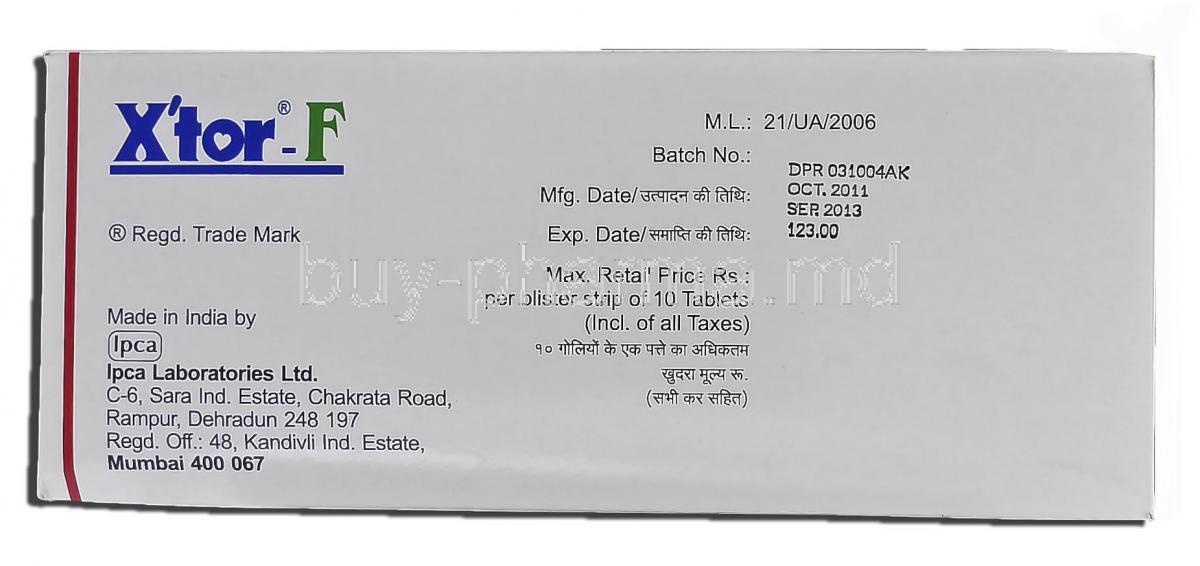 X'tor®-F
® Regd. Trade Mark
Made in India by
Ipca
Ipca Laboratories Ltd.
C-6, Sara Ind. Estate, Chakrata Road,
Rampur, Dehradun 248 197
Regd. Off.: 48, Kandivli Ind. Estate,
Mumbai 400 067
M.L.: 21/UA/2006
Batch No.:
Mfg. Date/उत्पादन की तिथिः
Exp. Date/समाप्ति की तिथिः
Max. Retail Price Rs.:
per blister strip of 10 Tablets
(Incl. of all Taxes)
१० गोलियों के एक पत्ते का अधिकतम
खुदरा मूल्य रू.
(सभी कर सहित)
DPR 031004AK
OCT. 2011
SEP. 2013
123.00
buy-pharma.md